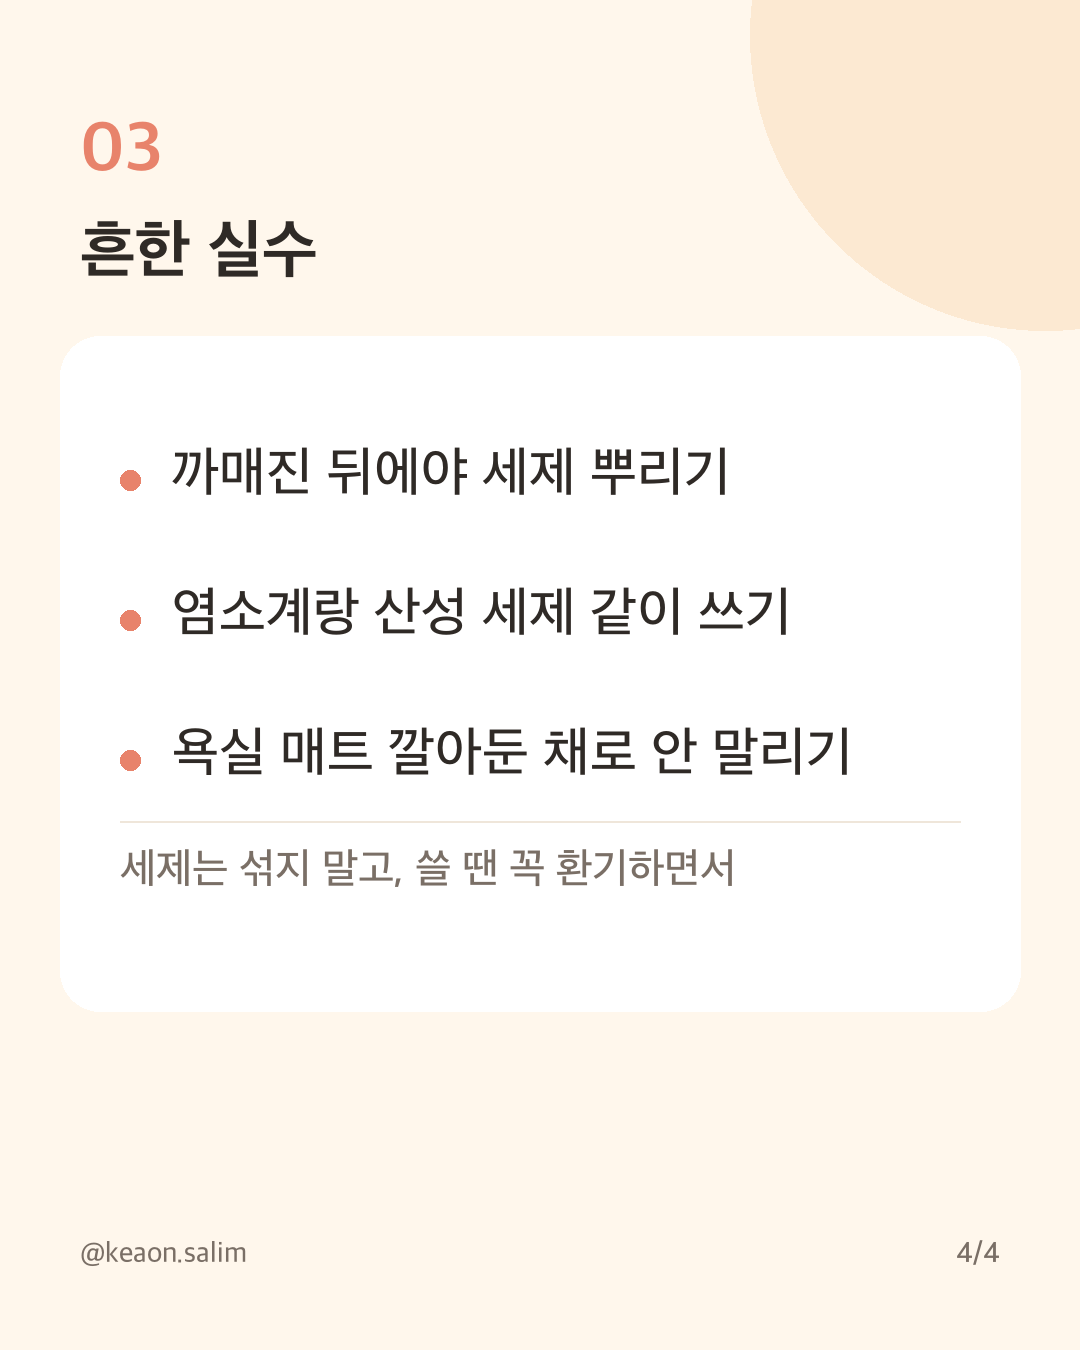 03
흔한 실수
까매진 뒤에야 세제 뿌리기
염소계랑 산성 세제 같이 쓰기
욕실 매트 깔아둔 채로 안 말리기
세제는 섞지 말고, 쓸 땐 꼭 환기하면서
@keaon.salim
4/4